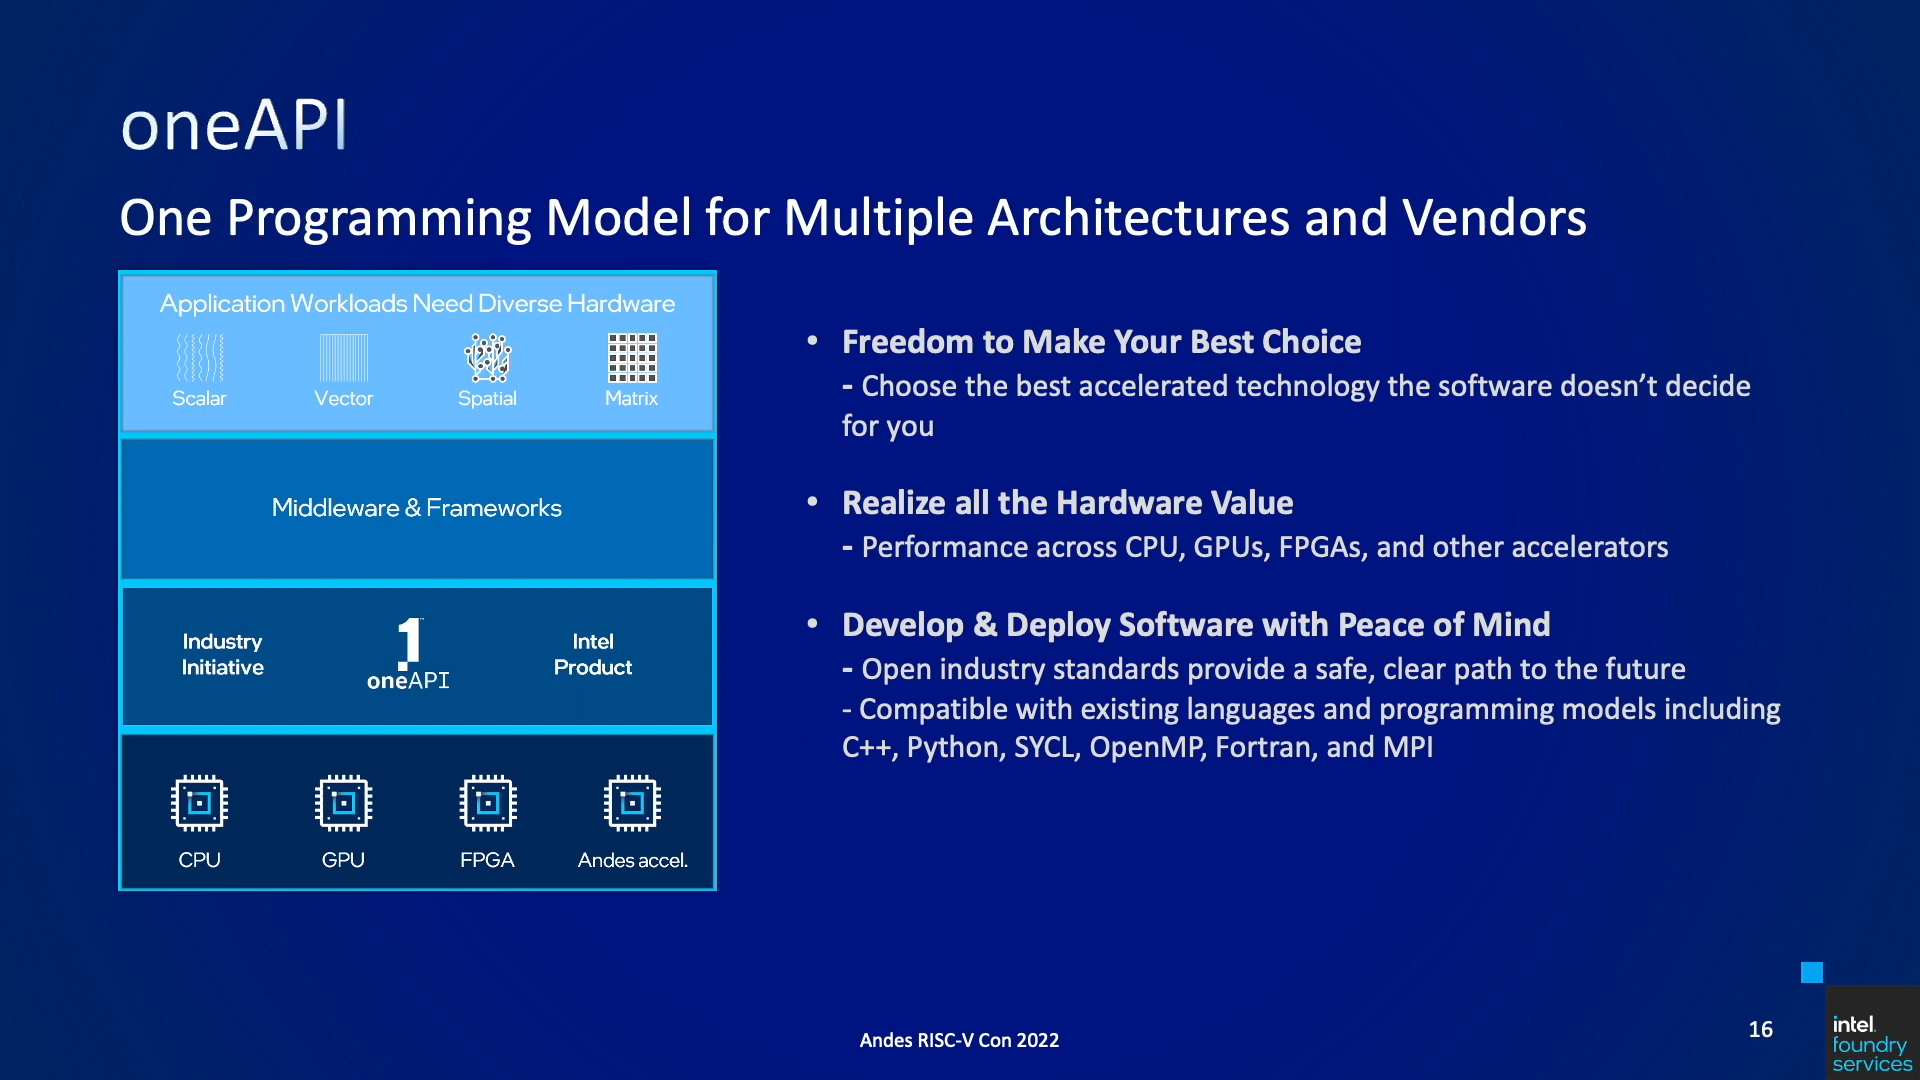 oneAPI
One Programming Model for Multiple Architectures and Vendors
Application Workloads Need Diverse Hardware
Scalar
Vector
Spatial
Matrix
Middleware & Frameworks
Industry
Initiative
1
oneAPI
Intel
Product
CPU
GPU
FPGA
Andes accel.
• Freedom to Make Your Best Choice
- Choose the best accelerated technology the software doesn’t decide
for you
• Realize all the Hardware Value
- Performance across CPU, GPUs, FPGAs, and other accelerators
• Develop & Deploy Software with Peace of Mind
- Open industry standards provide a safe, clear path to the future
- Compatible with existing languages and programming models including
C++, Python, SYCL, OpenMP, Fortran, and MPI
Andes RISC-V Con 2022
16
intel.
foundry
services